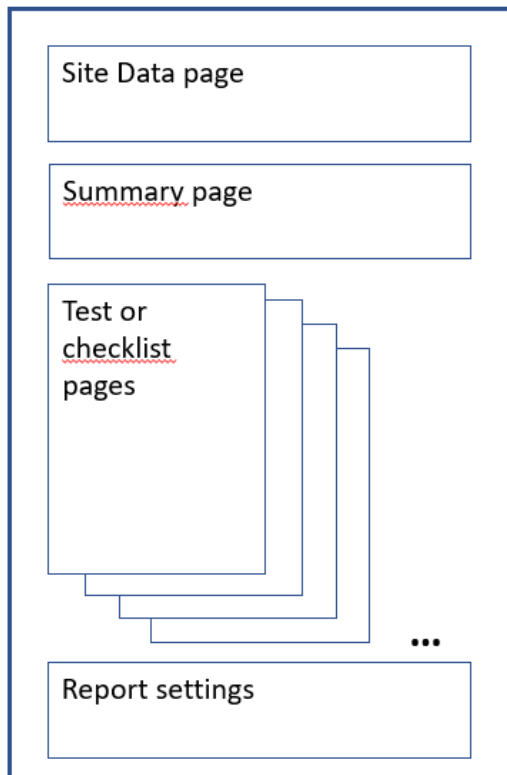 Site Data page
Summary page
Test or
checklist
pages
...
Report settings